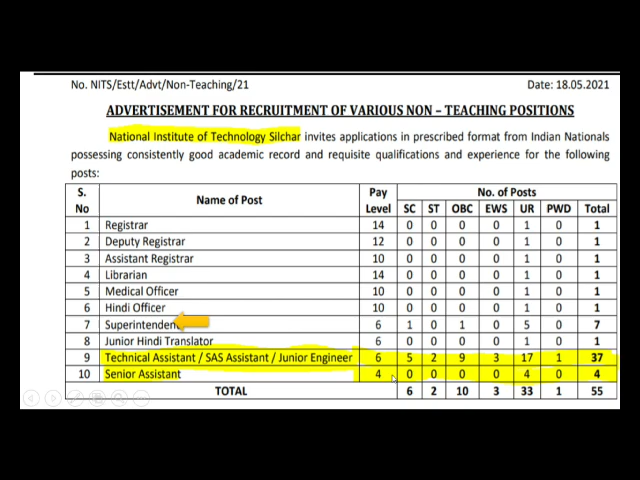 No. NITS/Estt/Advt/Non-Teaching/21 Date: 18.05.2021
ADVERTISEMENT FOR RECRUITMENT OF VARIOUS NON – TEACHING POSITIONS
National Institute of Technology Silchar invites applications in prescribed format from Indian Nationals
possessing consistently good academic record and requisite qualifications and experience for the following
posts:
S. No Name of Post Pay Level No. of Posts
SC ST OBC EWS UR PWD Total
1 Registrar 14 0 0 0 0 1 0 1
2 Deputy Registrar 12 0 0 0 0 1 0 1
3 Assistant Registrar 10 0 0 0 0 1 0 1
4 Librarian 14 0 0 0 0 1 0 1
5 Medical Officer 10 0 0 0 0 1 0 1
6 Hindi Officer 10 0 0 0 0 1 0 1
7 Superintenden 6 1 0 1 0 5 0 7
8 Junior Hindi Translator 6 0 0 0 0 1 0 1
9 Technical Assistant / SAS Assistant / Junior Engineer 6 5 2 9 3 17 1 37
10 Senior Assistant 4 0 0 0 0 4 0 4
TOTAL 6 2 10 3 33 1 55